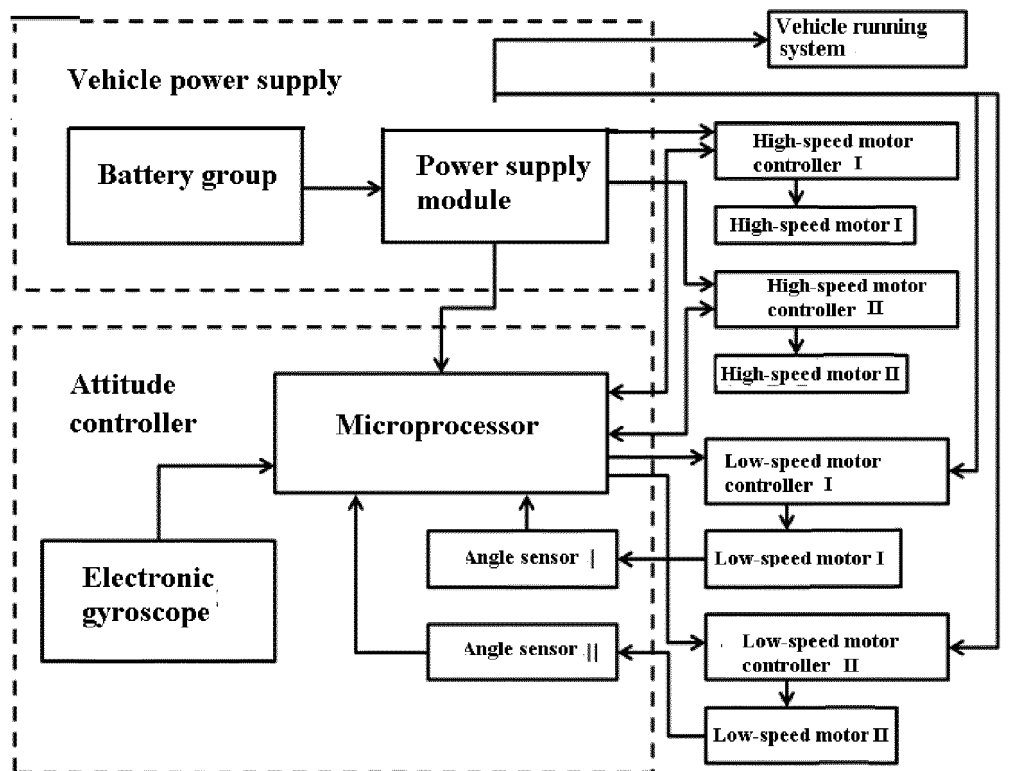 Vehicle running
system
Vehicle power supply
Battery group
Power supply
module
High-speed motor
controller I
High-speed motor I
High-speed motor
controller II
High-speed motor II
Attitude
controller
Microprocessor
Low-speed motor
controller I
Electronic
gyroscope
Angle sensor |
Low-speed motor I
Angle sensor ||
Low-speed motor
controller II
Low-speed motor II